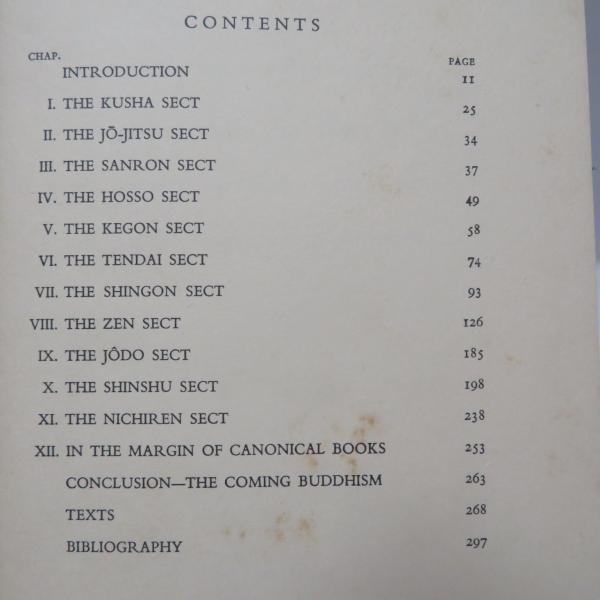 CONTENTS
CHAP. PAGE
INTRODUCTION 11
I. THE KUSHA SECT 25
II. THE JŌ-JITSU SECT 34
III. THE SANRON SECT 37
IV. THE HOSSO SECT 49
V. THE KEGON SECT 58
VI. THE TENDAI SECT 74
VII. THE SHINGON SECT 93
VIII. THE ZEN SECT 126
IX. THE JÔDO SECT 185
X. THE SHINSHU SECT 198
XI. THE NICHIREN SECT 238
XII. IN THE MARGIN OF CANONICAL BOOKS 253
CONCLUSION—THE COMING BUDDHISM 263
TEXTS 268
BIBLIOGRAPHY 297